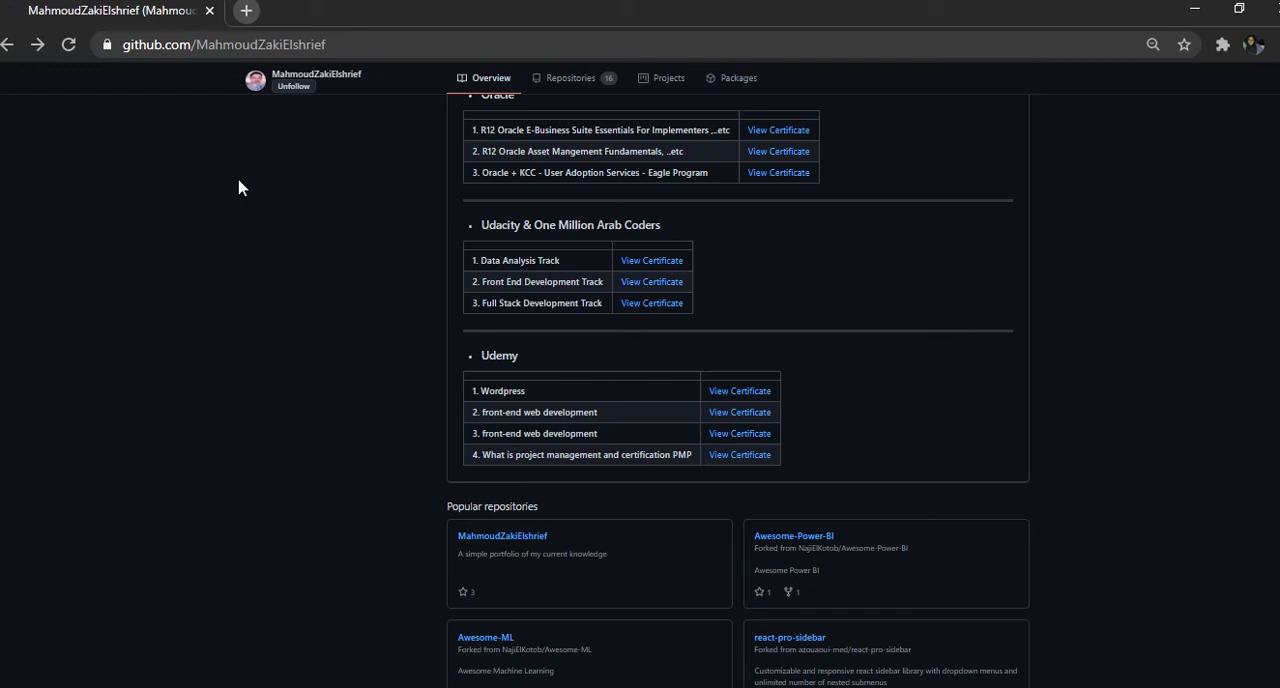 MahmoudZakiElshrief (Mahmou
github.com/MahmoudZakiElshrief
MahmoudZakiElshrief
Unfollow
Overview
Repositories 16
Projects
Packages
• Oracle
1. R12 Oracle E-Business Suite Essentials For Implementers ,..etc View Certificate
2. R12 Oracle Asset Mangement Fundamentals, ..etc View Certificate
3. Oracle + KCC - User Adoption Services - Eagle Program View Certificate
• Udacity & One Million Arab Coders
1. Data Analysis Track View Certificate
2. Front End Development Track View Certificate
3. Full Stack Development Track View Certificate
• Udemy
1. Wordpress View Certificate
2. front-end web development View Certificate
3. front-end web development View Certificate
4. What is project management and certification PMP View Certificate
Popular repositories
MahmoudZakiElshrief
A simple portfolio of my current knowledge
3
Awesome-Power-BI
Forked from NajiElKotob/Awesome-Power-BI
Awesome Power BI
1 1
Awesome-ML
Forked from NajiElKotob/Awesome-ML
Awesome Machine Learning
react-pro-sidebar
Forked from azouaoui-med/react-pro-sidebar
Customizable and responsive react sidebar library with dropdown menus and
unlimited number of nested submenus